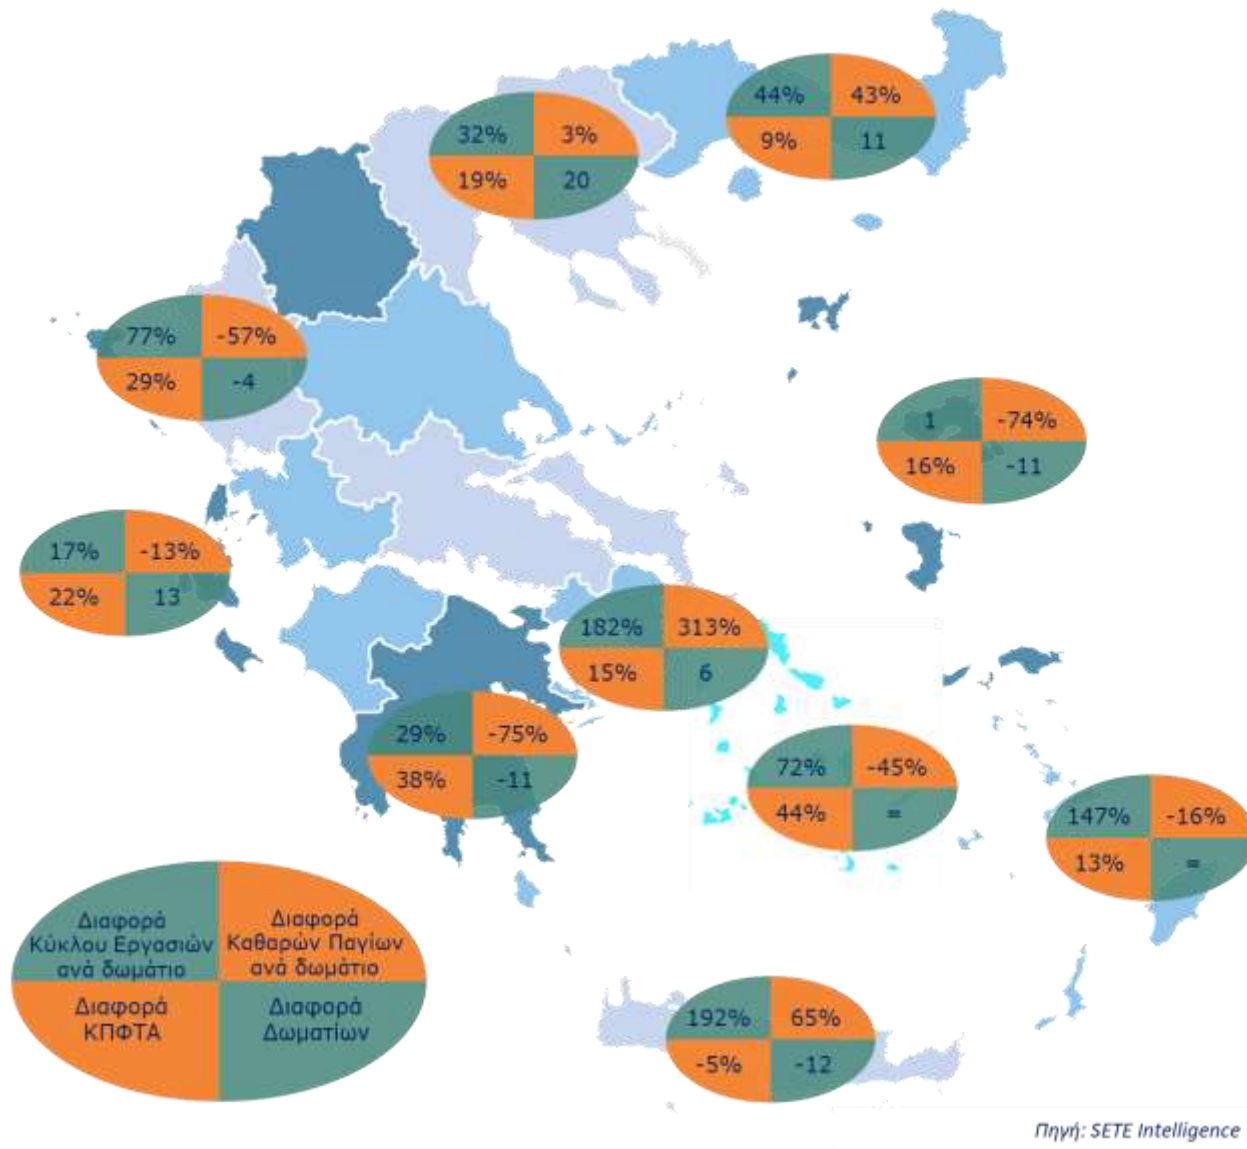 44% 43%
9% 11
32% 3%
19% 20
77% -57%
29% -4
1 -74%
16% -11
17% -13%
22% 13
182% 313%
15% 6
29% -75%
38% -11
72% -45%
44% =
147% -16%
13% =
Διαφορά
Κύκλου Εργασιών
ανά δωμάτιο
Διαφορά
Καθαρών Παγίων
ανά δωμάτιο
Διαφορά
ΚΠΦΤΑ
Διαφορά
Δωματίων
192% 65%
-5% -12
Πηγή: SETE Intelligence